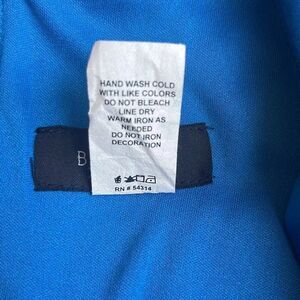 HAND WASH COLD
WITH LIKE COLORS
DO NOT BLEACH
LINE DRY
WARM IRON AS
NEEDED
DO NOT IRON
DECORATION
B
RN # 54314